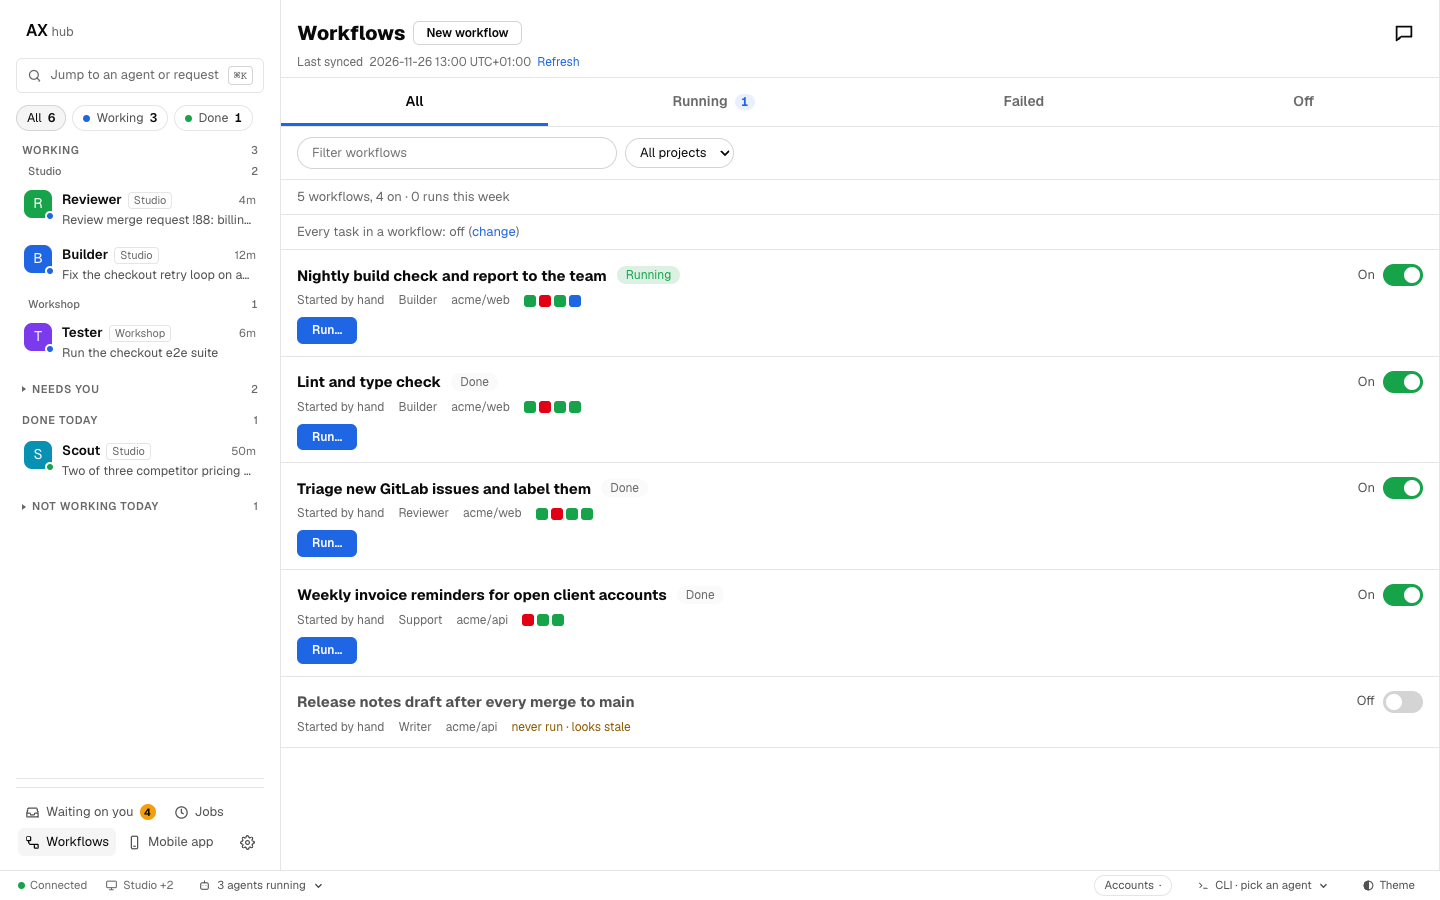 AX hub
Jump to an agent or request ⌘K
All 6 Working 3 Done 1
WORKING 3
Studio 2
R Reviewer Studio 4m
Review merge request !88: billin…
B Builder Studio 12m
Fix the checkout retry loop on a…
Workshop 1
T Tester Workshop 6m
Run the checkout e2e suite
NEEDS YOU 2
DONE TODAY 1
S Scout Studio 50m
Two of three competitor pricing …
NOT WORKING TODAY 1
Waiting on you 4 Jobs
Workflows Mobile app
Workflows New workflow
Last synced 2026-11-26 13:00 UTC+01:00 Refresh
All Running 1 Failed Off
Filter workflows All projects
5 workflows, 4 on · 0 runs this week
Every task in a workflow: off (change)
Nightly build check and report to the team Running On
Started by hand Builder acme/web
Run…
Lint and type check Done On
Started by hand Builder acme/web
Run…
Triage new GitLab issues and label them Done On
Started by hand Reviewer acme/web
Run…
Weekly invoice reminders for open client accounts Done On
Started by hand Support acme/api
Run…
Release notes draft after every merge to main Off
Started by hand Writer acme/api never run · looks stale
Connected Studio +2 3 agents running Accounts · CLI · pick an agent Theme